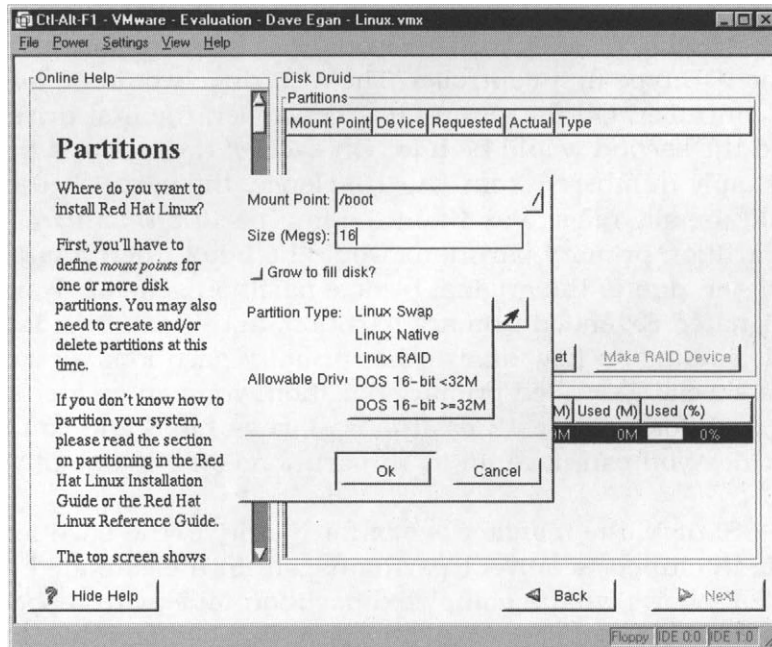 Ctl-Alt-F1 - VMware - Evaluation - Dave Egan - Linux.vmx
File Power Settings View Help
Online Help
Partitions
Where do you want to
install Red Hat Linux?
First, you'll have to
define mount points for
one or more disk
partitions. You may also
need to create and/or
delete partitions at this
time.
If you don't know how to
partition your system,
please read the section
on partitioning in the Red
Hat Linux Installation
Guide or the Red Hat
Linux Reference Guide.
The top screen shows
Disk Druid
Partitions
Mount Point Device Requested Actual Type
Mount Point: /boot
Size (Megs): 16
Grow to fill disk?
Partition Type: Linux Swap
Linux Native
Linux RAID
DOS 16-bit <32M
DOS 16-bit >=32M
Allowable Driv
et Make RAID Device
M) Used (M) Used (%)
0M 0%
Ok Cancel
Hide Help Back Next
Floppy IDE 0:0 IDE 1:0